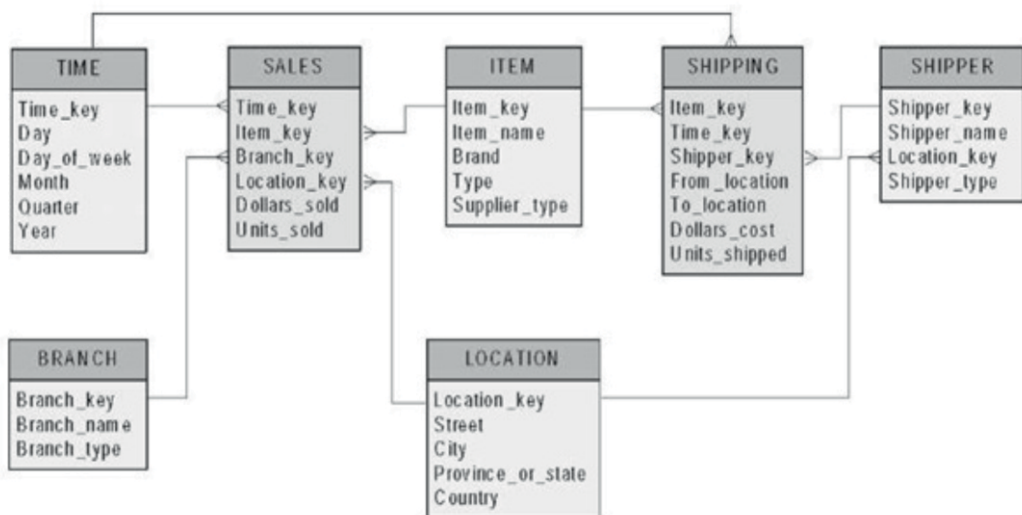 TIME
Time_key
Day
Day_of_week
Month
Quarter
Year
SALES
Time_key
Item_key
Branch_key
Location_key
Dollars_sold
Units_sold
ITEM
Item_key
Item_name
Brand
Type
Supplier_type
SHIPPING
Item_key
Time_key
Shipper_key
From_location
To_location
Dollars_cost
Units_shipped
SHIPPER
Shipper_key
Shipper_name
Location_key
Shipper_type
BRANCH
Branch_key
Branch_name
Branch_type
LOCATION
Location_key
Street
City
Province_or_state
Country